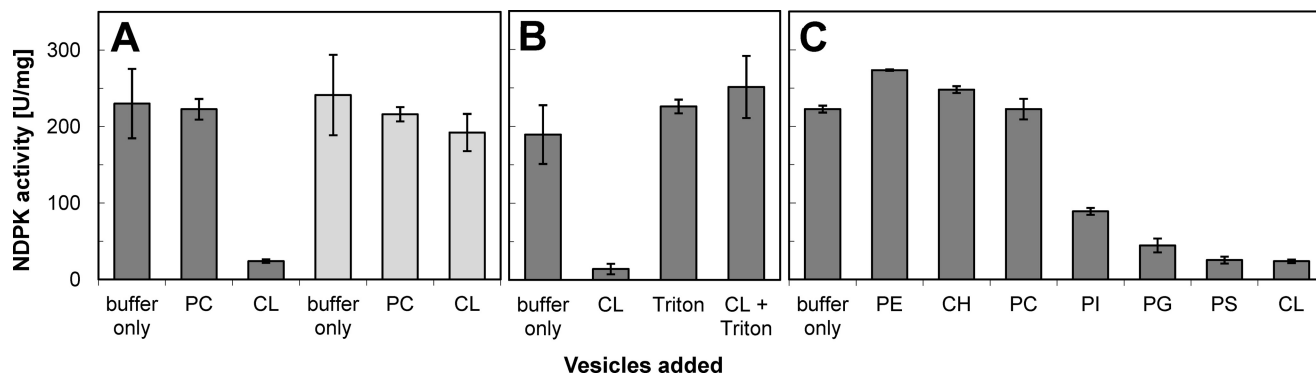 A
B
C
NDPK activity [U/mg]
300
200
100
0
buffer only
PC
CL
buffer only
PC
CL
buffer only
CL
Triton
CL + Triton
buffer only
PE
CH
PC
PI
PG
PS
CL
Vesicles added